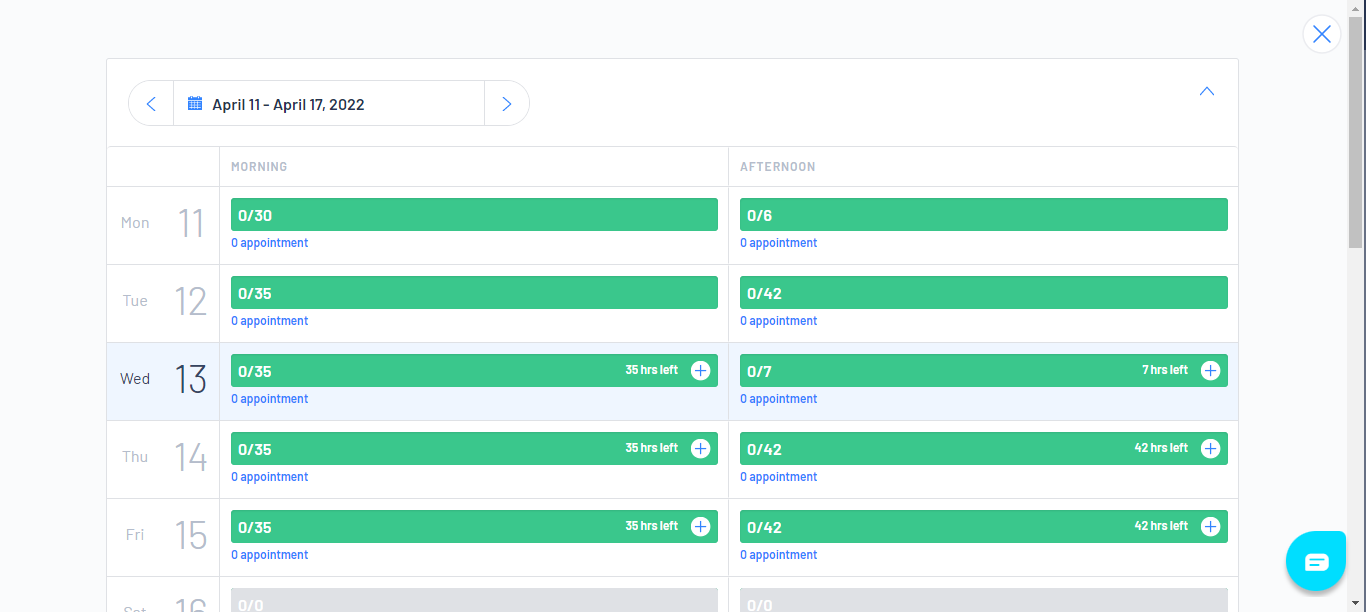 April 11 - April 17, 2022
MORNING AFTERNOON
Mon 11 0/30 0/6
0 appointment 0 appointment
Tue 12 0/35 0/42
0 appointment 0 appointment
Wed 13 0/35 35 hrs left 0/7 7 hrs left
0 appointment 0 appointment
Thu 14 0/35 35 hrs left 0/42 42 hrs left
0 appointment 0 appointment
Fri 15 0/35 35 hrs left 0/42 42 hrs left
0 appointment 0 appointment
Sat 16 0/0 0/0